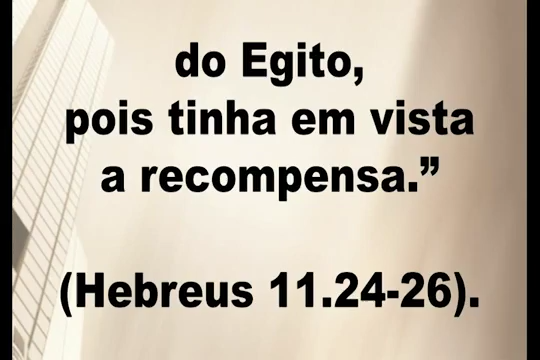 do Egito,
pois tinha em vista
a recompensa.”
(Hebreus 11.24-26).